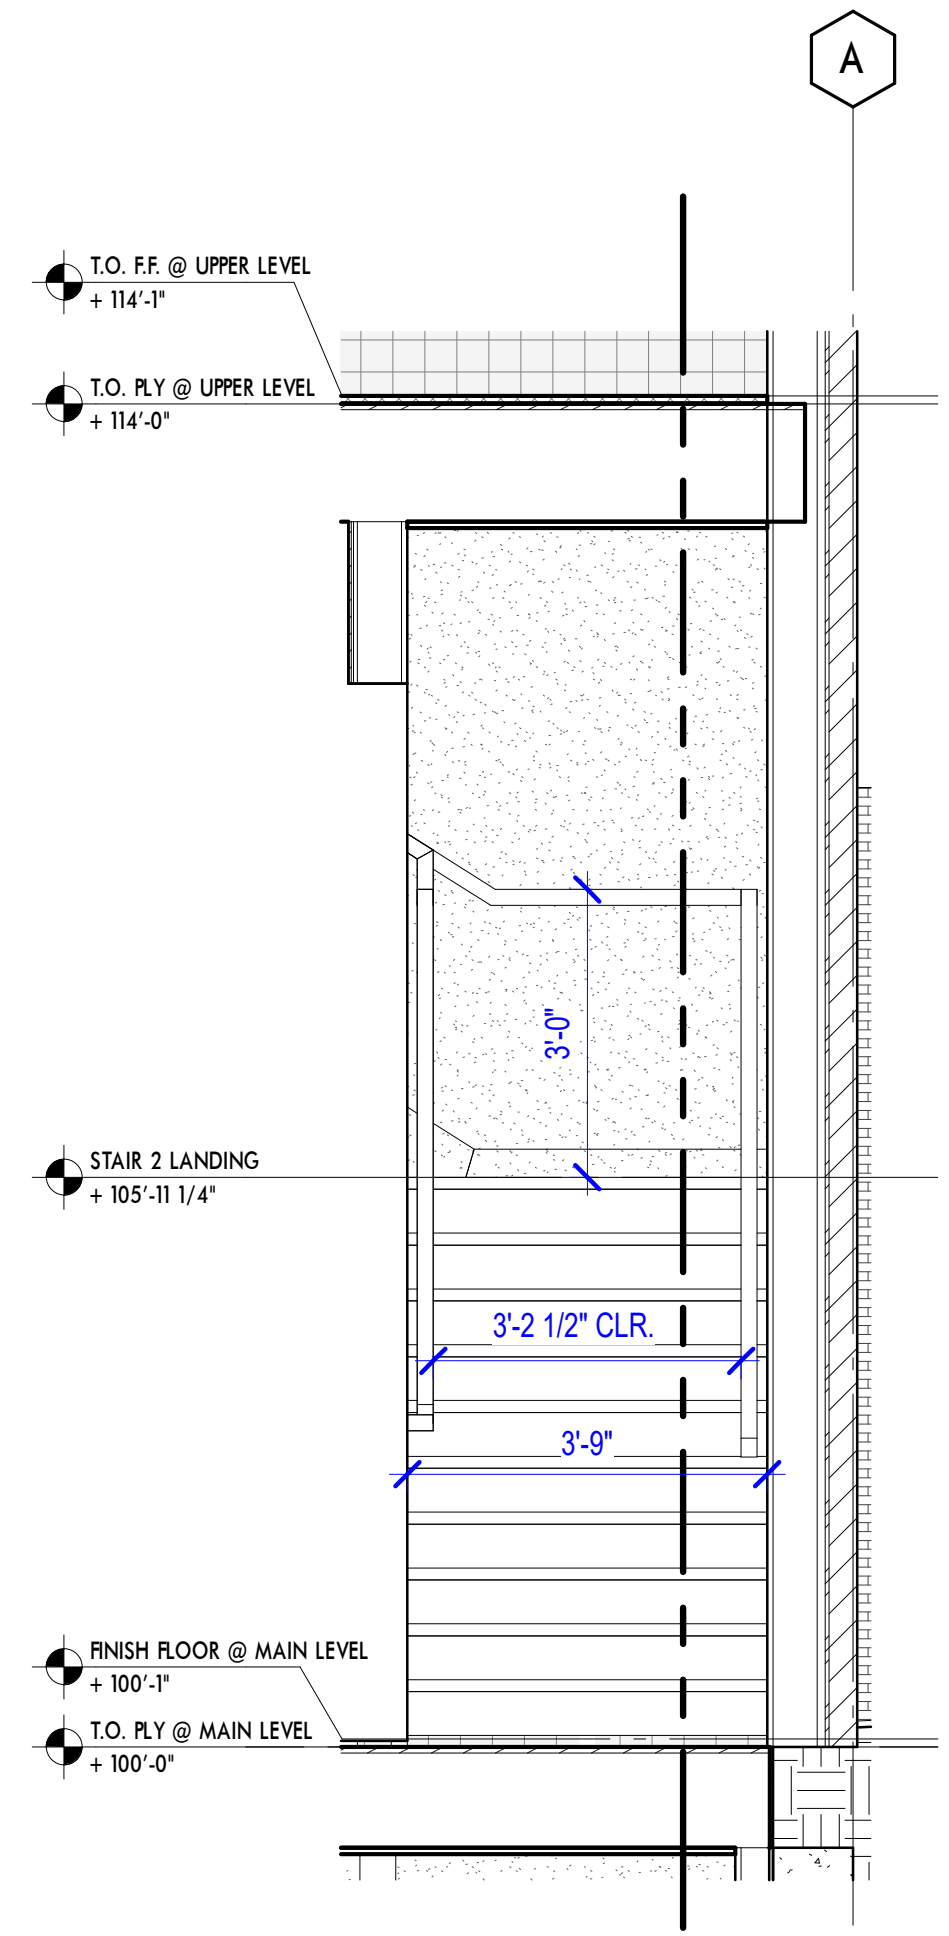 A
T.O. F.F. @ UPPER LEVEL
+ 114'-1"
T.O. PLY @ UPPER LEVEL
+ 114'-0"
3'-0"
STAIR 2 LANDING
+ 105'-11 1/4"
3'-2 1/2" CLR.
3'-9"
FINISH FLOOR @ MAIN LEVEL
+ 100'-1"
T.O. PLY @ MAIN LEVEL
+ 100'-0"